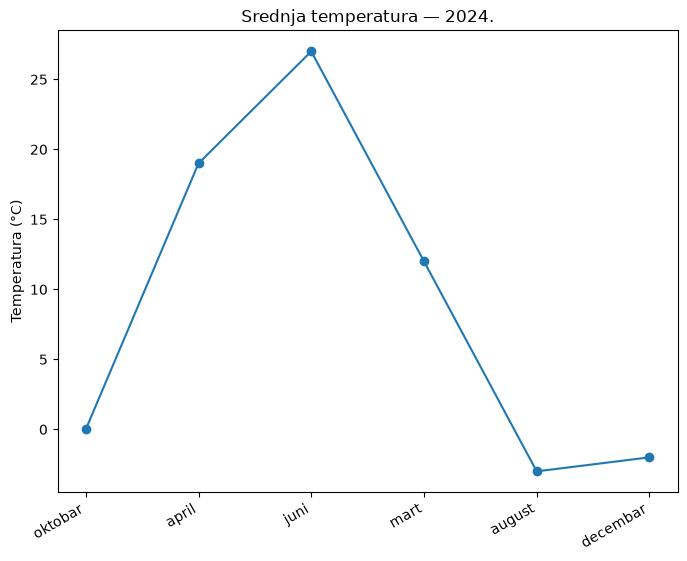 Srednja temperatura — 2024.
Temperatura (°C)
25
20
15
10
5
0
oktobar
april
juni
mart
august
decembar